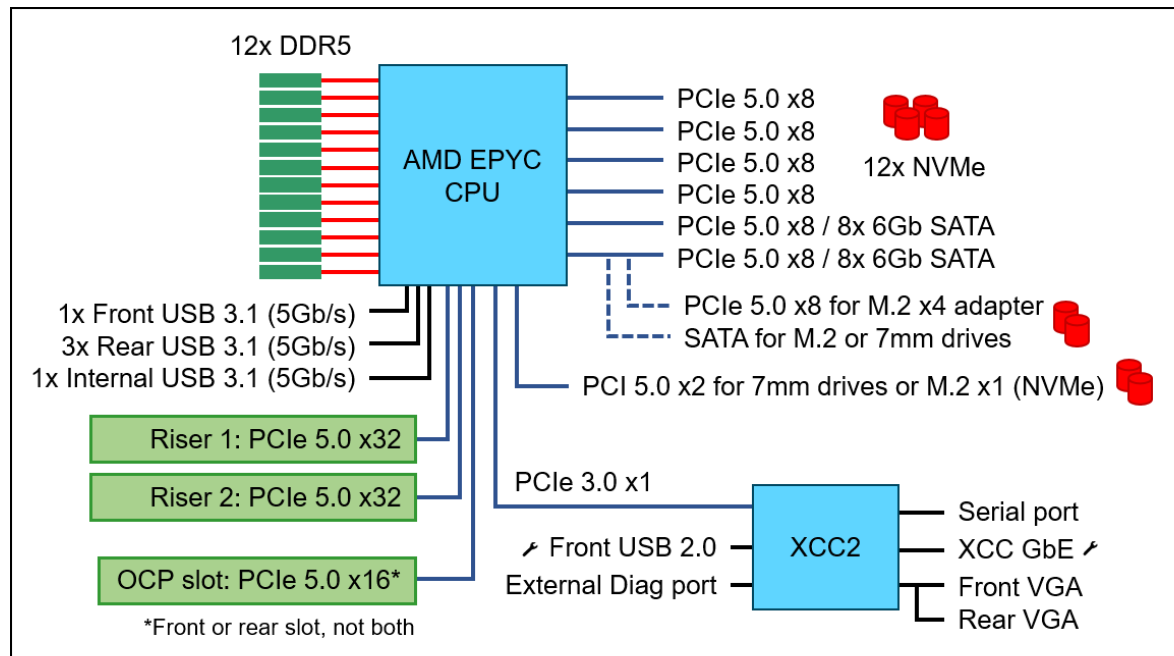 12x DDR5
AMD EPYC
CPU
PCIe 5.0 x8
PCIe 5.0 x8
PCIe 5.0 x8
PCIe 5.0 x8
PCIe 5.0 x8 / 8x 6Gb SATA
PCIe 5.0 x8 / 8x 6Gb SATA
12x NVMe
PCIe 5.0 x8 for M.2 x4 adapter
SATA for M.2 or 7mm drives
PCI 5.0 x2 for 7mm drives or M.2 x1 (NVMe)
1x Front USB 3.1 (5Gb/s)
3x Rear USB 3.1 (5Gb/s)
1x Internal USB 3.1 (5Gb/s)
Riser 1: PCIe 5.0 x32
Riser 2: PCIe 5.0 x32
OCP slot: PCIe 5.0 x16*
*Front or rear slot, not both
PCIe 3.0 x1
Front USB 2.0
External Diag port
XCC2
Serial port
XCC GbE
Front VGA
Rear VGA